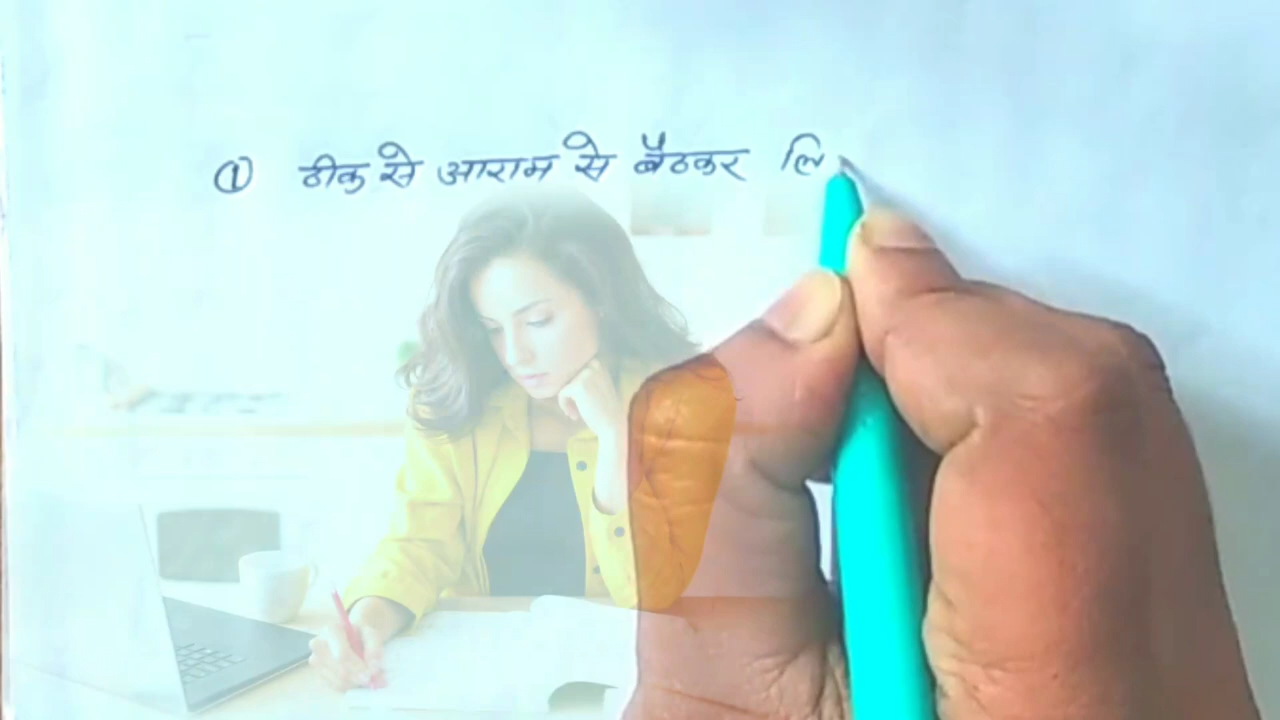 ① ठीक से आराम से बैठकर लि